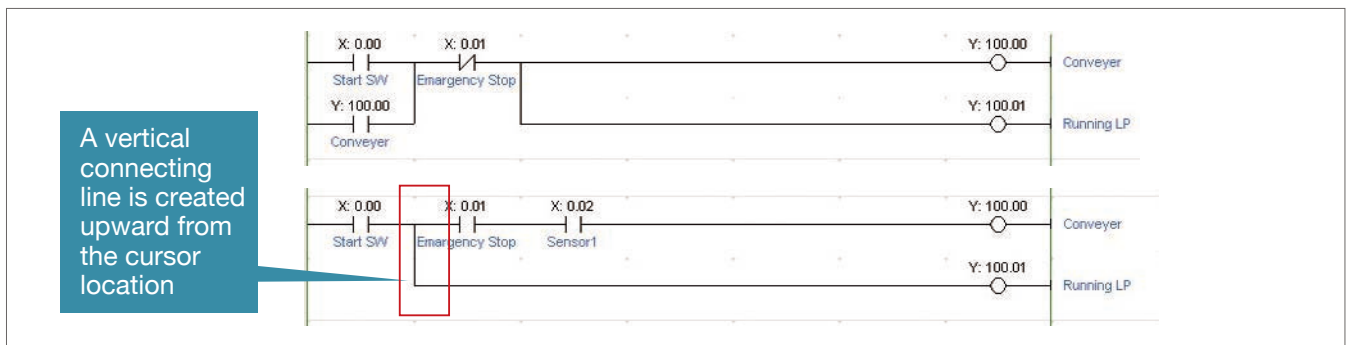 X: 0.00 X: 0.01 Y: 100.00
Conveyer
Start SW Emargency Stop
Y: 100.00 Y: 100.01
Running LP
Conveyer
A vertical
connecting
line is created
upward from
the cursor
location
X: 0.00 X: 0.01 X: 0.02 Y: 100.00
Conveyer
Start SW Emargency Stop Sensor1
Y: 100.01
Running LP